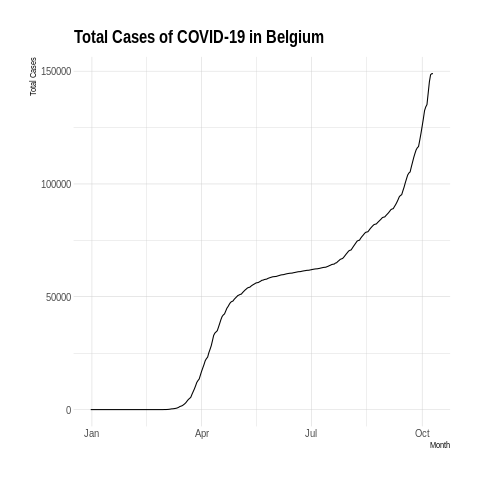 Total Cases of COVID-19 in Belgium
Total Cases
150000
100000
50000
0
Jan Apr Jul Oct
Month